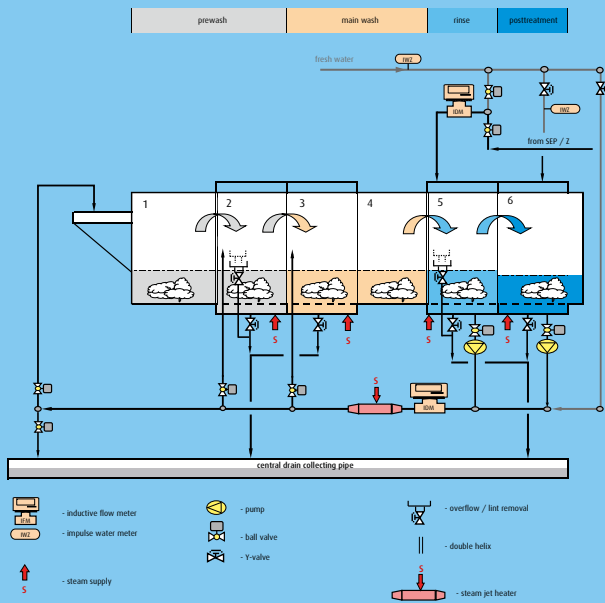 prewash main wash rinse posttreatment
fresh water
IWZ
IDM
IWZ
from SEP / Z
1 2 3 4 5 6
S S S S
S
IDM
central drain collecting pipe
IFM
- inductive flow meter
IWZ
- impulse water meter
S
- steam supply
- pump
- ball valve
- Y-valve
- overflow / lint removal
- double helix
S
- steam jet heater